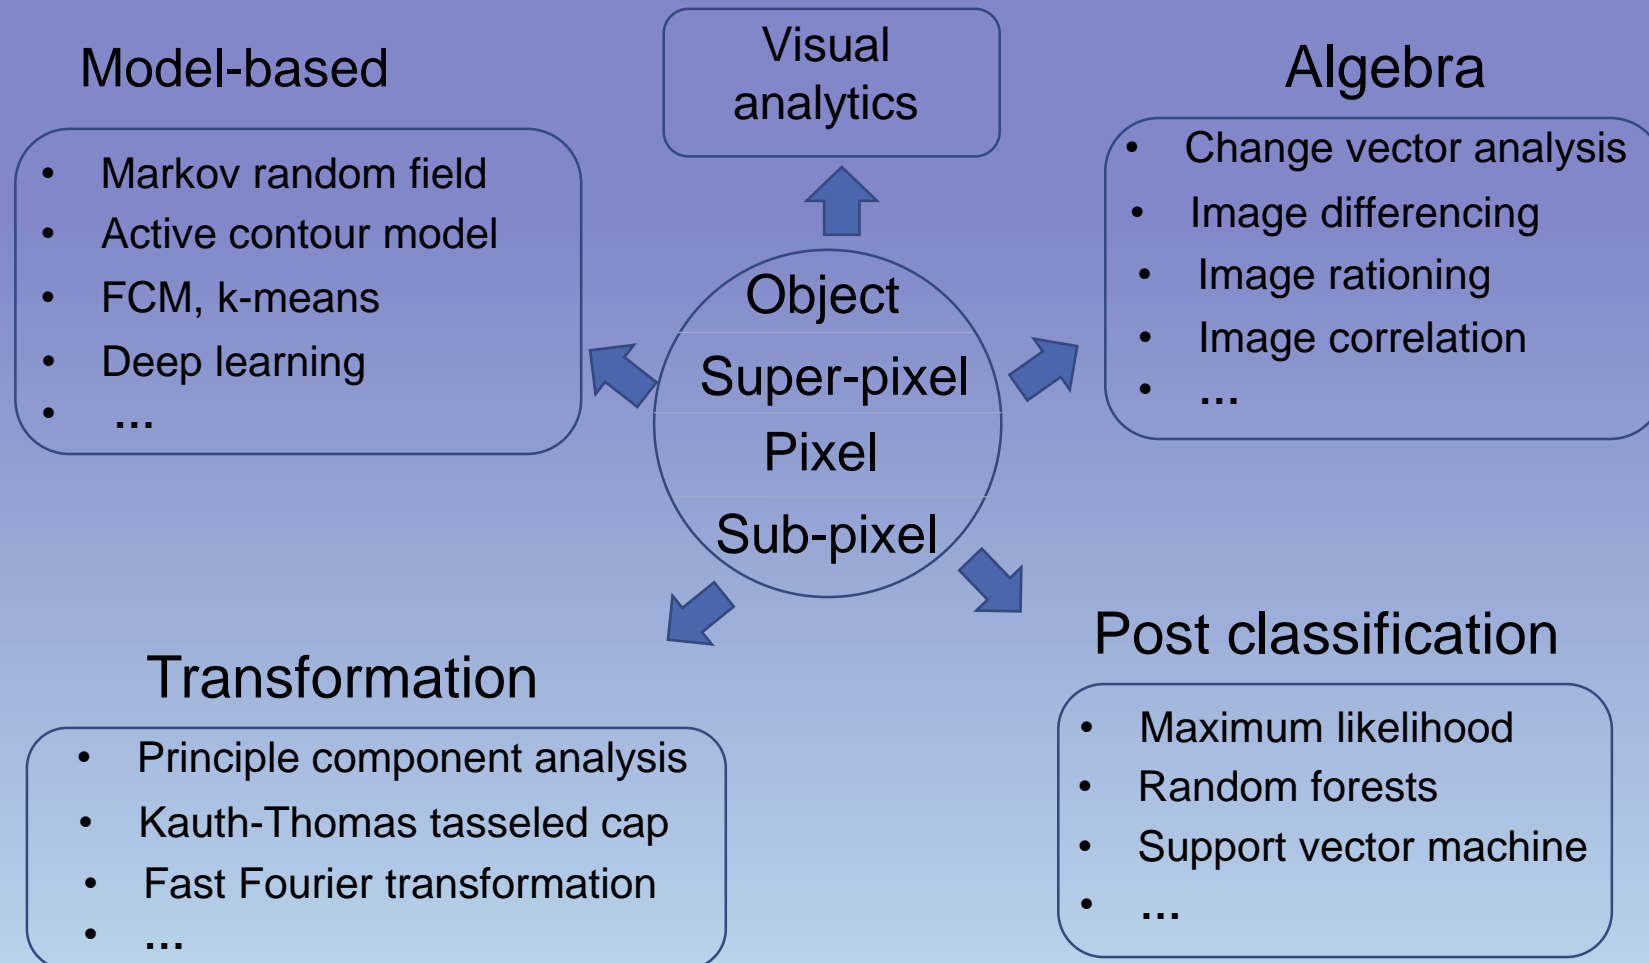 Model-based
• Markov random field
• Active contour model
• FCM, k-means
• Deep learning
• ...
Visual
analytics
Algebra
• Change vector analysis
• Image differencing
• Image rationing
• Image correlation
• ...
Object
Super-pixel
Pixel
Sub-pixel
Transformation
• Principle component analysis
• Kauth-Thomas tasseled cap
• Fast Fourier transformation
• ...
Post classification
• Maximum likelihood
• Random forests
• Support vector machine
• ...